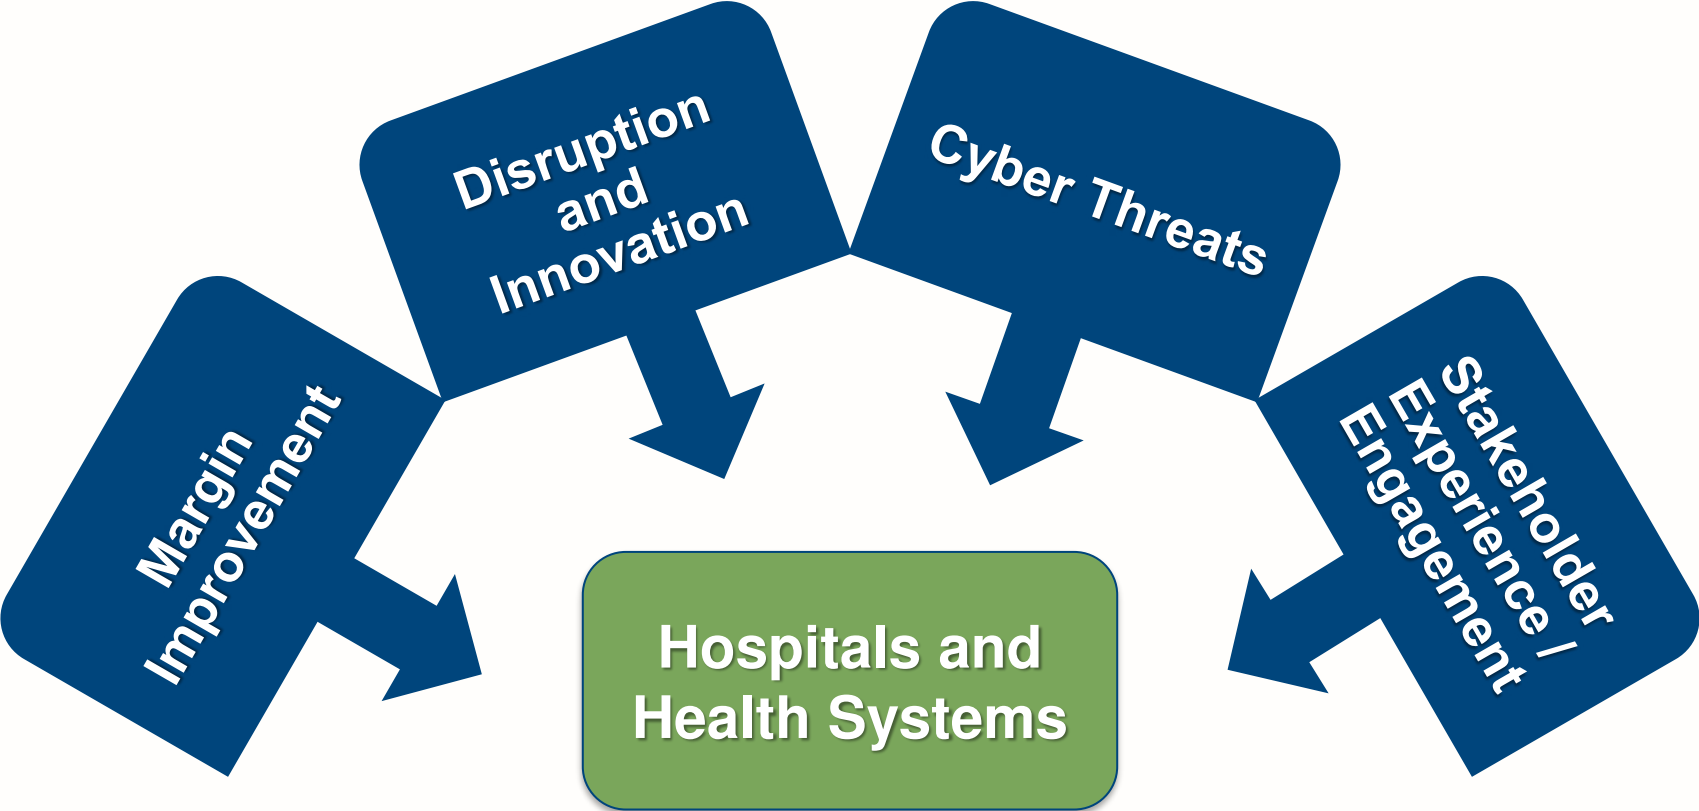 Margin
Improvement
Disruption
and
Innovation
Cyber Threats
Stakeholder
Experience /
Engagement
Hospitals and
Health Systems